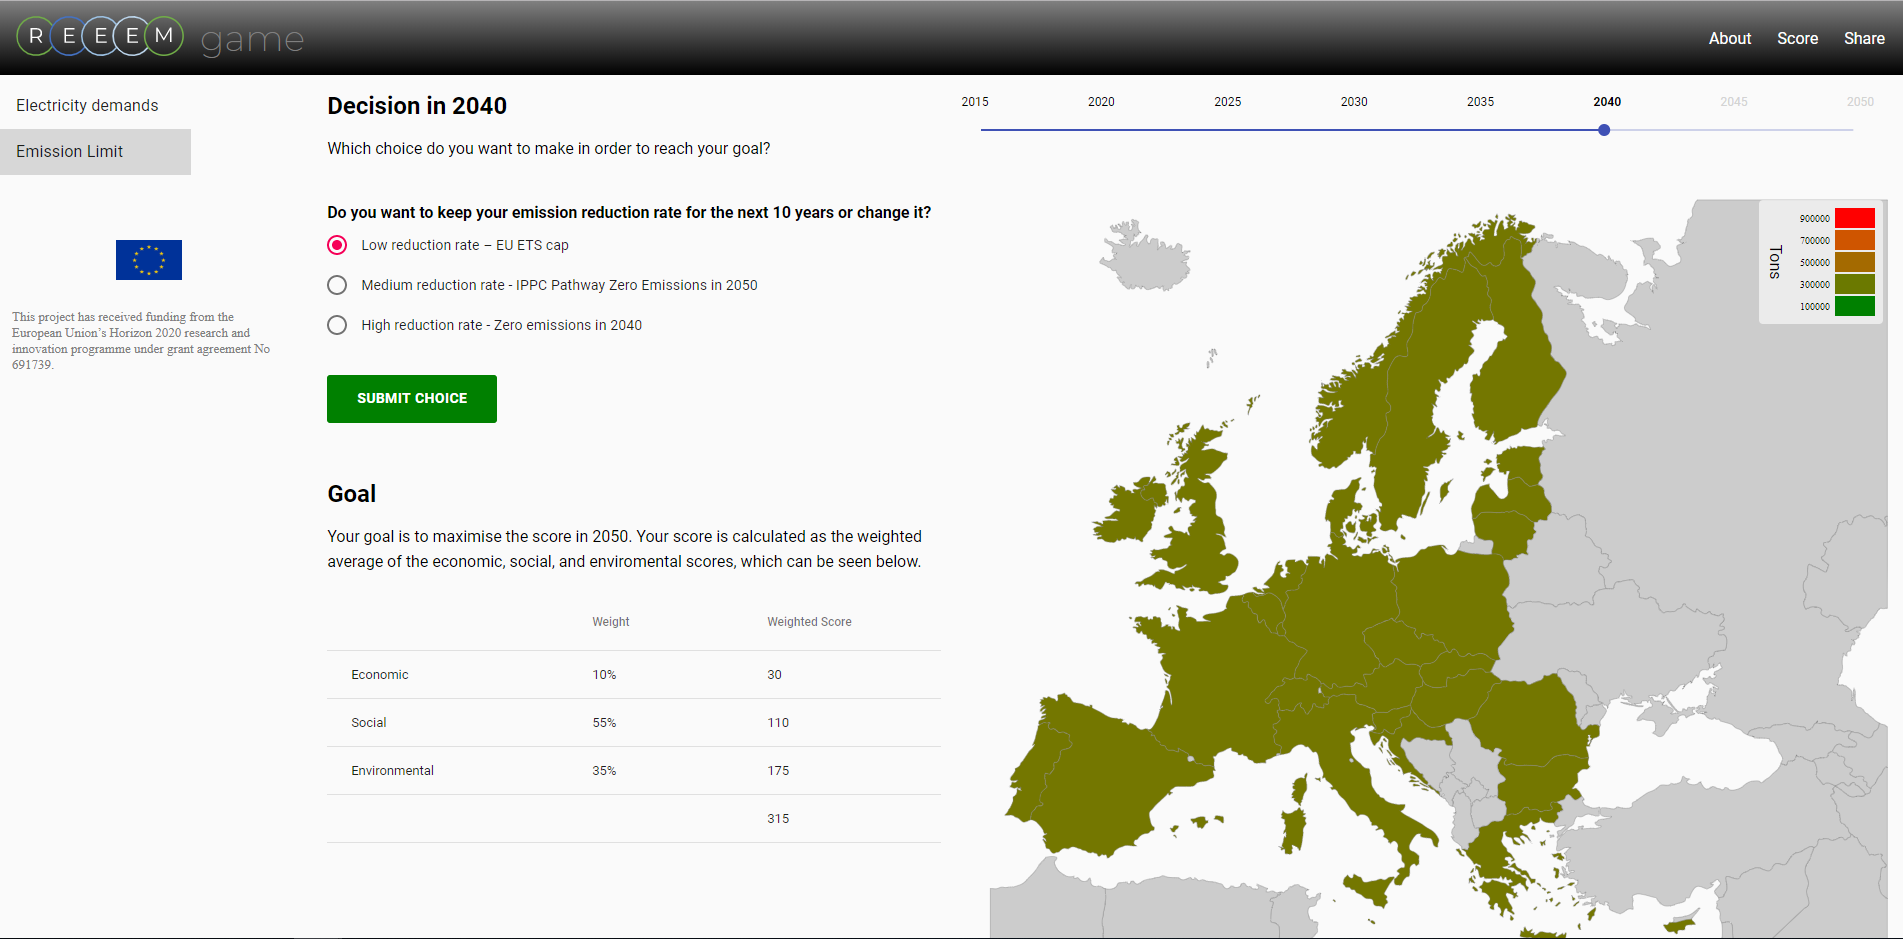 REEEM game
About Score Share
Electricity demands
Emission Limit
This project has received funding from the
European Union’s Horizon 2020 research and
innovation programme under grant agreement No
691739.
Decision in 2040
Which choice do you want to make in order to reach your goal?
Do you want to keep your emission reduction rate for the next 10 years or change it?
Low reduction rate – EU ETS cap
Medium reduction rate - IPPC Pathway Zero Emissions in 2050
High reduction rate - Zero emissions in 2040
SUBMIT CHOICE
Goal
Your goal is to maximise the score in 2050. Your score is calculated as the weighted
average of the economic, social, and enviromental scores, which can be seen below.
Weight Weighted Score
Economic 10% 30
Social 55% 110
Environmental 35% 175
315
2015 2020 2025 2030 2035 2040 2045 2050
Tons
900000
700000
500000
300000
100000